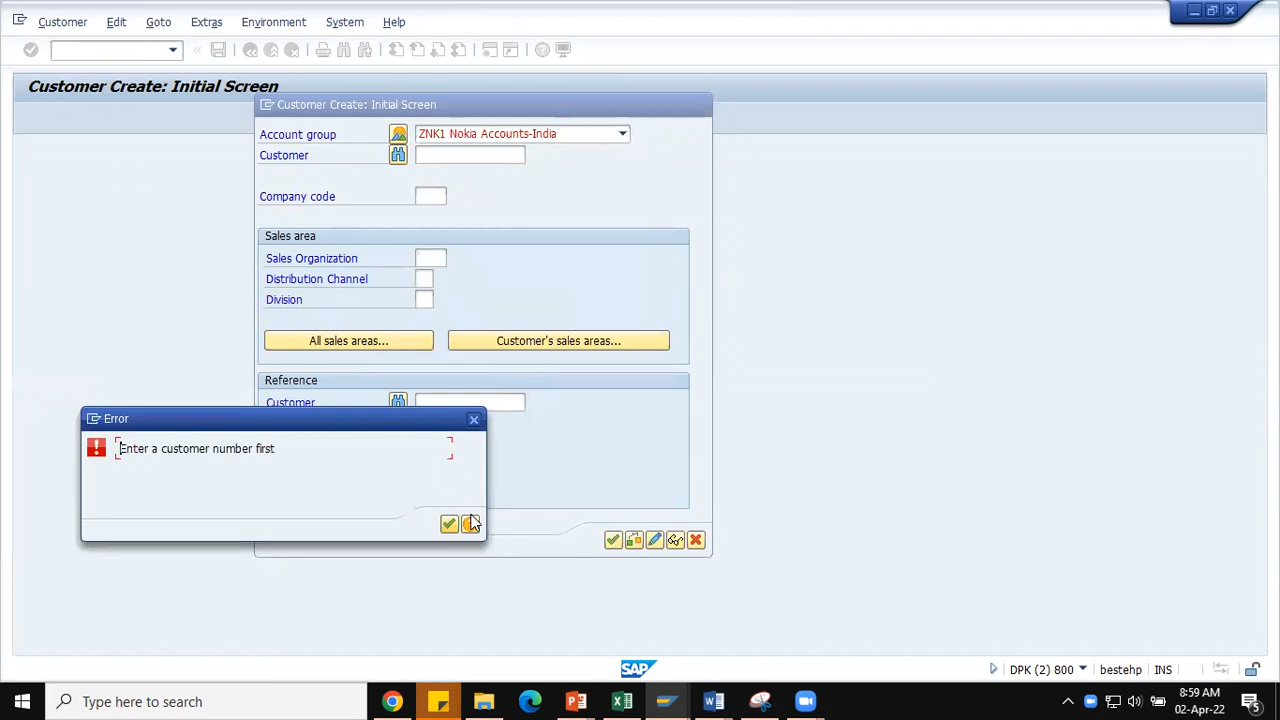 Customer Edit Goto Extras Environment System Help
Customer Create: Initial Screen
Customer Create: Initial Screen
Account group ZNK1 Nokia Accounts-India
Customer
Company code
Sales area
Sales Organization
Distribution Channel
Division
All sales areas... Customer's sales areas...
Reference
Customer
Error
Enter a customer number first
SAP DPK (2) 800 bestehp INS
Type here to search
8:59 AM
02-Apr-22
5